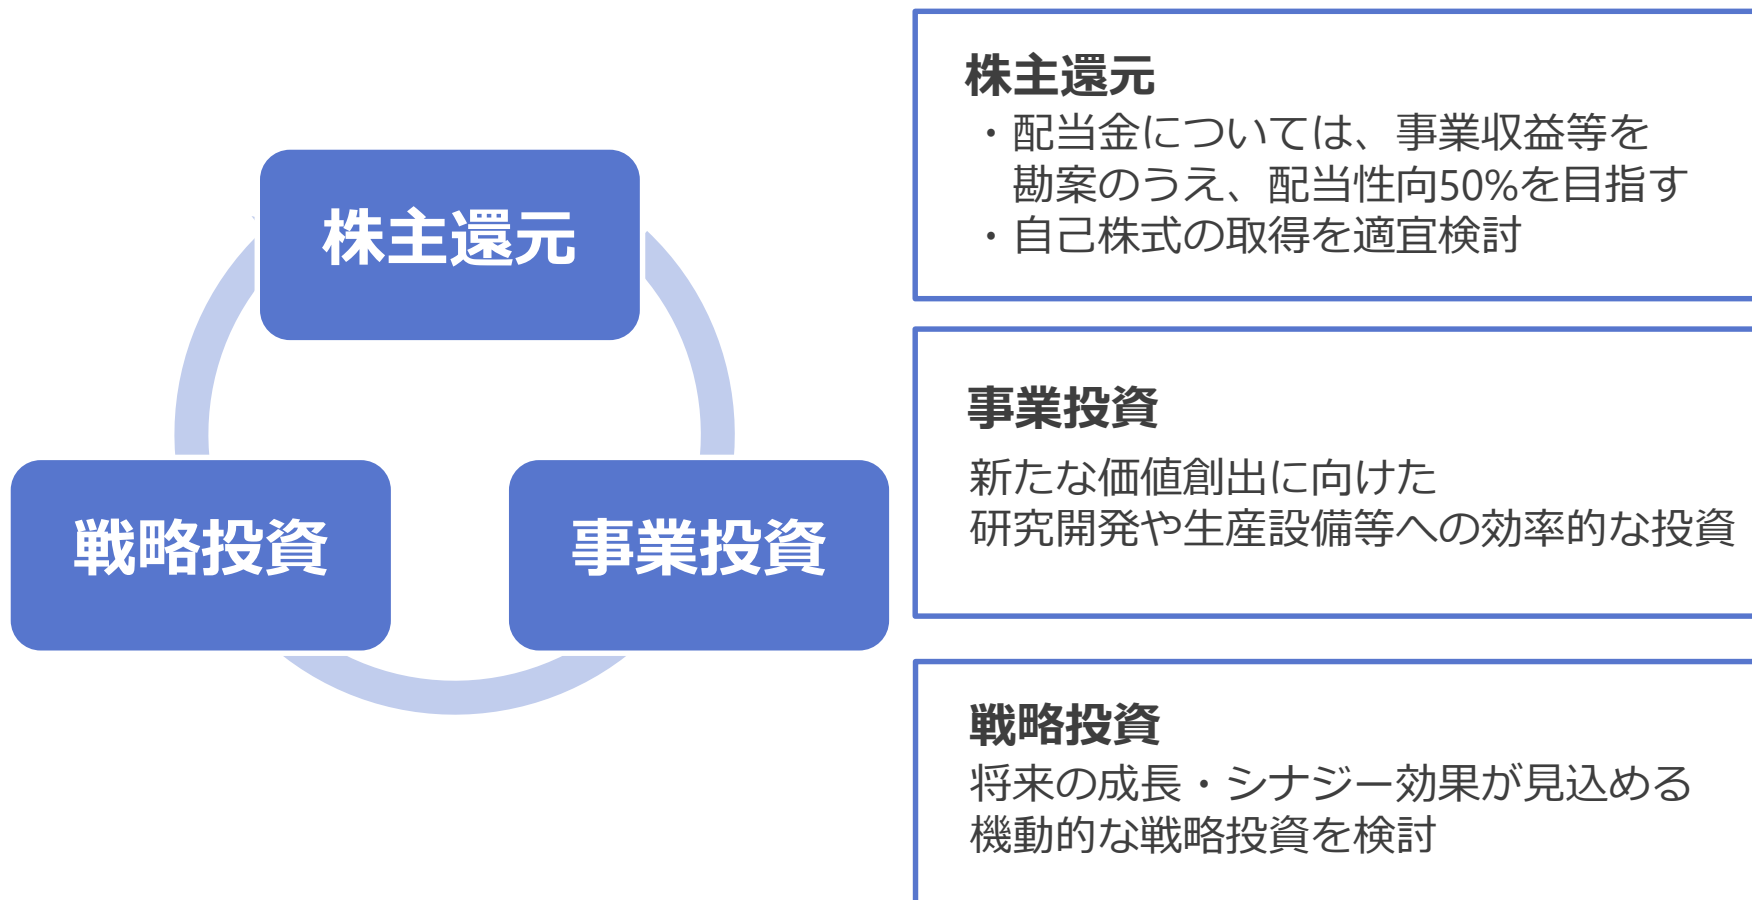 株主還元
戦略投資
事業投資
株主還元
・配当金については、事業収益等を
勘案のうえ、配当性向50%を目指す
・自己株式の取得を適宜検討
事業投資
新たな価値創出に向けた
研究開発や生産設備等への効率的な投資
戦略投資
将来の成長・シナジー効果が見込める
機動的な戦略投資を検討